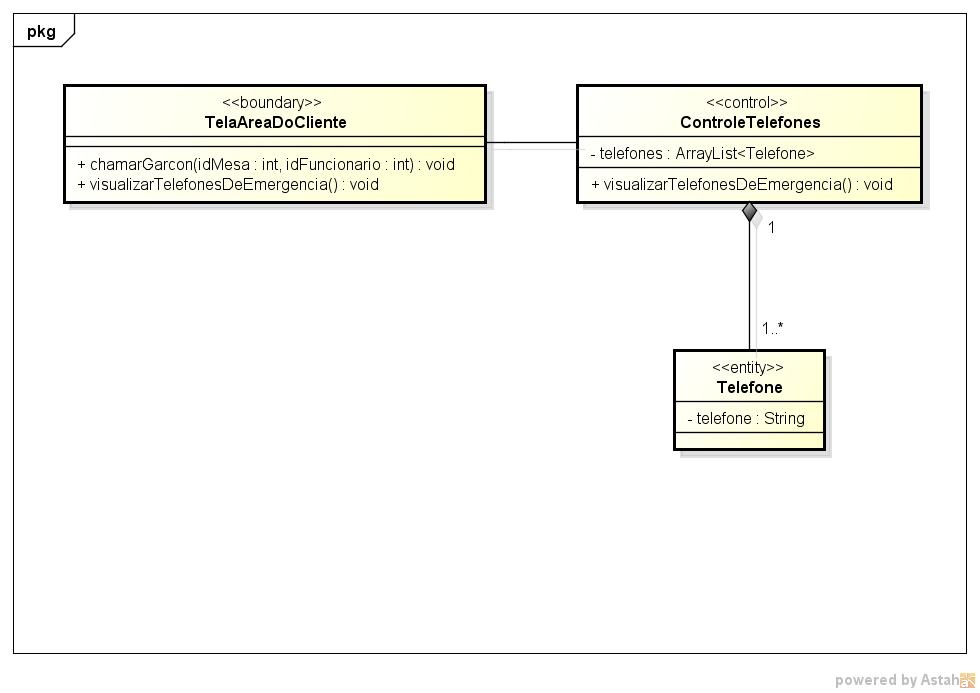 pkg
<<boundary>>
TelaAreaDoCliente
+ chamarGarcon(idMesa : int, idFuncionario : int) : void
+ visualizarTelefonesDeEmergencia() : void
<<control>>
ControleTelefones
- telefones : ArrayList<Telefone>
+ visualizarTelefonesDeEmergencia() : void
1
1..*
<<entity>>
Telefone
- telefone : String
powered by Astah